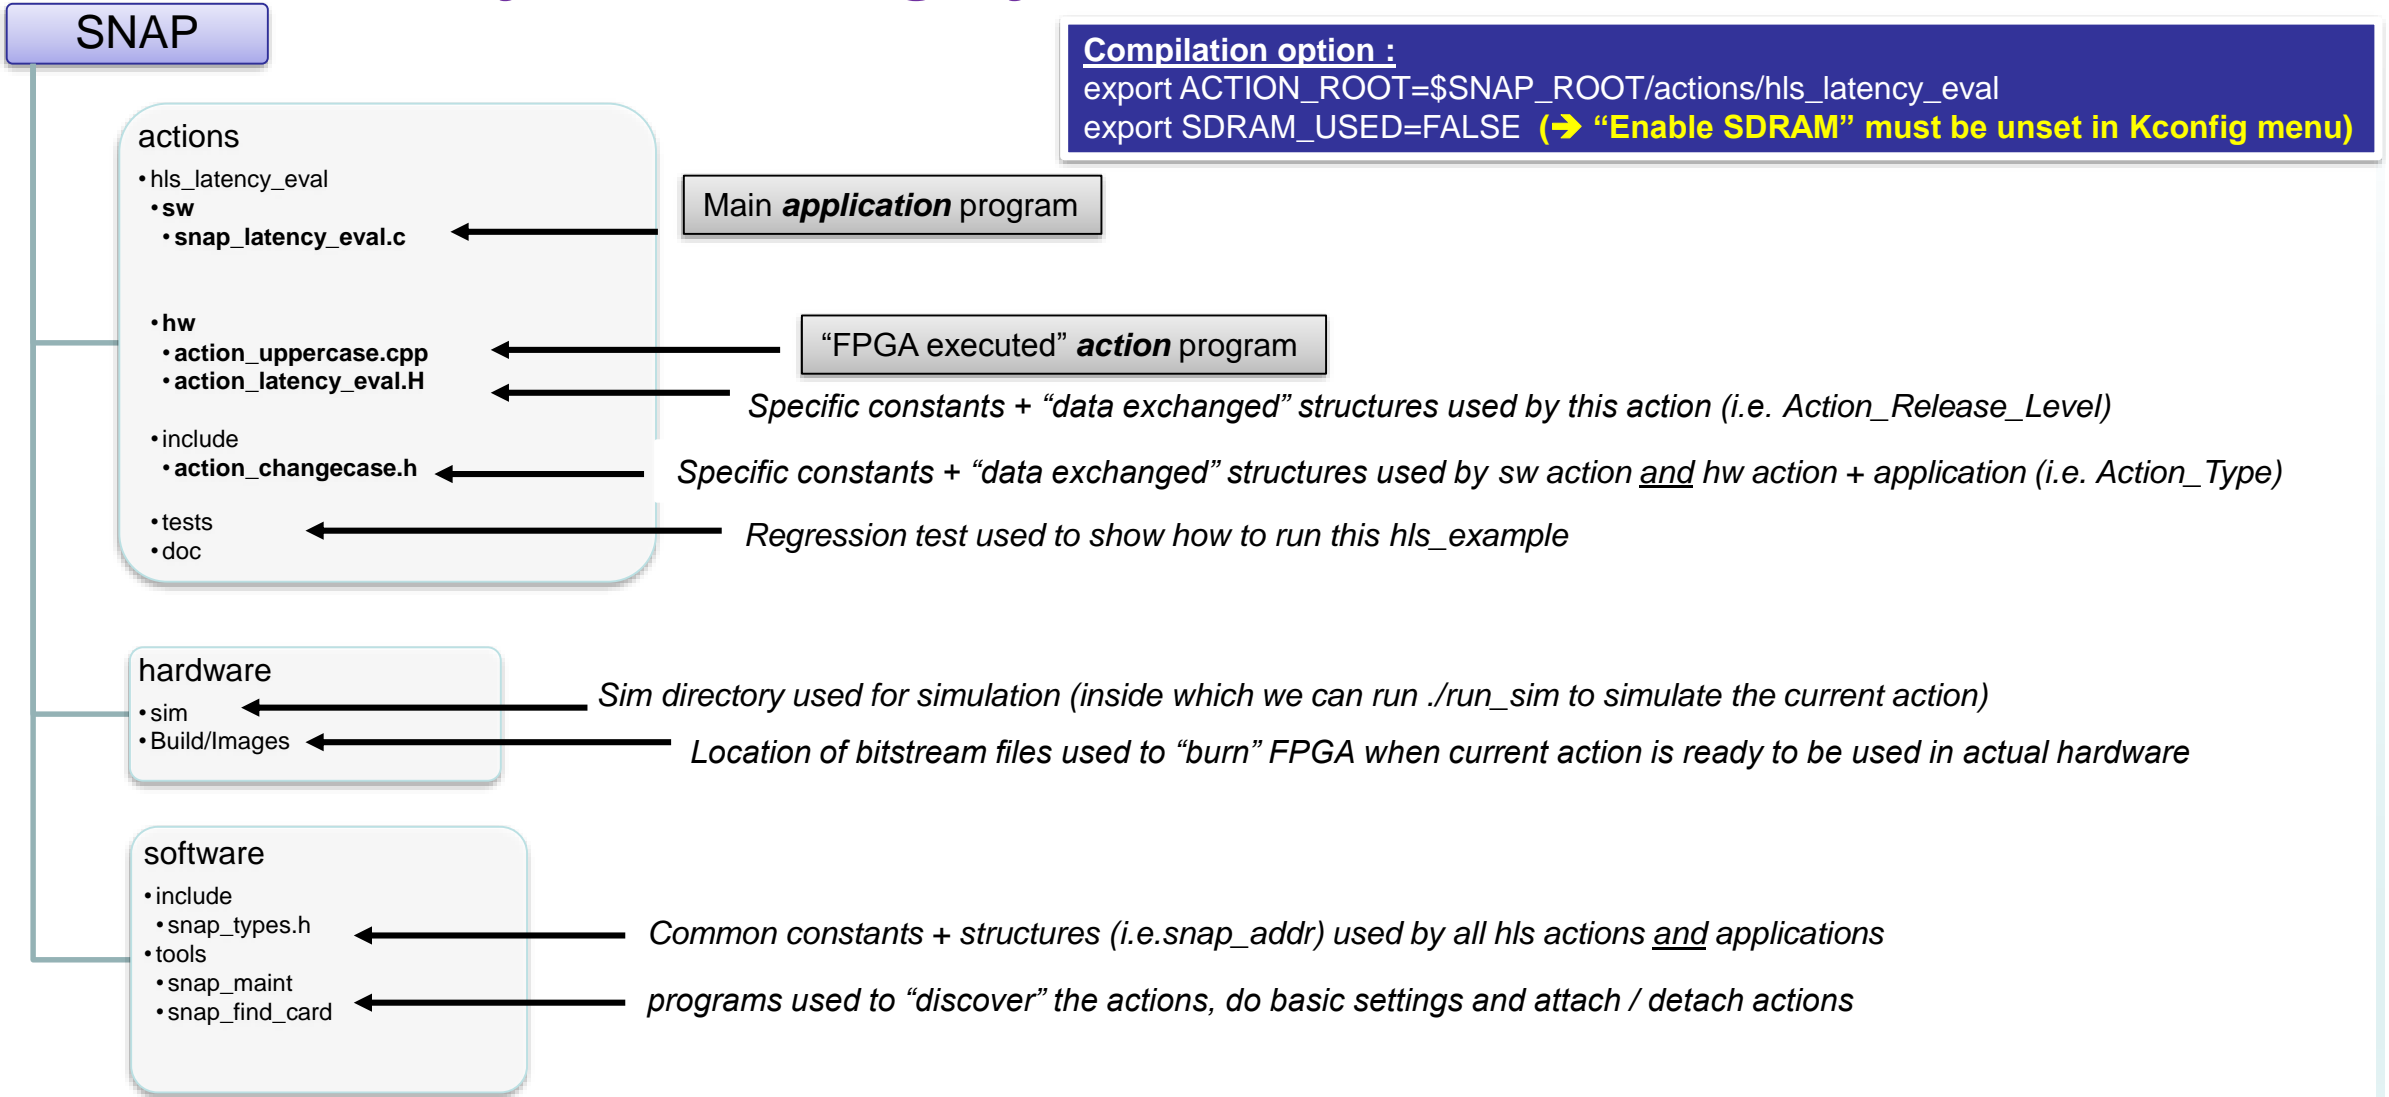 SNAP
Compilation option :
export ACTION_ROOT=$SNAP_ROOT/actions/hls_latency_eval
export SDRAM_USED=FALSE (➔ “Enable SDRAM” must be unset in Kconfig menu)
actions
•hls_latency_eval
•sw
•snap_latency_eval.c
Main application program
•hw
•action_uppercase.cpp
“FPGA executed” action program
•action_latency_eval.H
Specific constants + “data exchanged” structures used by this action (i.e. Action_Release_Level)
•include
•action_changecase.h
Specific constants + “data exchanged” structures used by sw action and hw action + application (i.e. Action_Type)
•tests
Regression test used to show how to run this hls_example
•doc
hardware
•sim
Sim directory used for simulation (inside which we can run ./run_sim to simulate the current action)
•Build/Images
Location of bitstream files used to “burn” FPGA when current action is ready to be used in actual hardware
software
•include
•snap_types.h
Common constants + structures (i.e.snap_addr) used by all hls actions and applications
•tools
•snap_maint
•snap_find_card
programs used to “discover” the actions, do basic settings and attach / detach actions